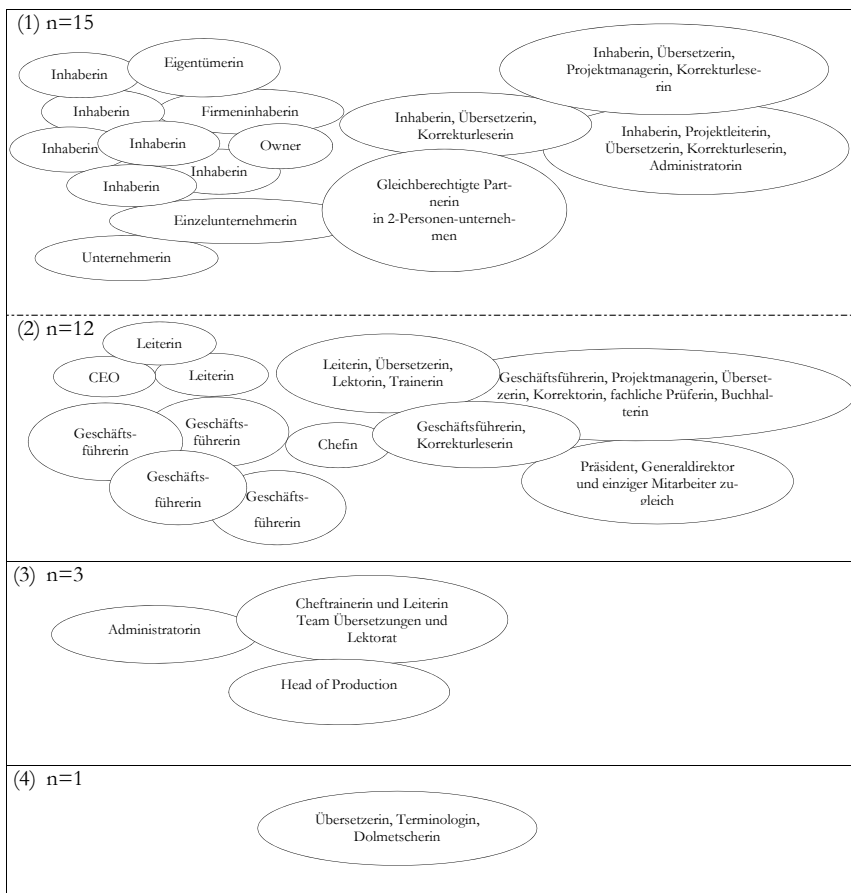 (1) n=15
Inhaberin
Eigentümerin
Inhaberin
Firmeninhaberin
Inhaberin
Inhaberin
Owner
Inhaberin
Inhaberin
Einzelunternehmerin
Unternehmerin
Inhaberin, Übersetzerin,
Korrekturleserin
Gleichberechtigte Part-
nerin
in 2-Personen-unterneh-
men
Inhaberin, Übersetzerin,
Projektmanagerin, Korrekturlese-
rin
Inhaberin, Projektleiterin,
Übersetzerin, Korrekturleserin,
Administratorin
(2) n=12
Leiterin
CEO
Leiterin
Geschäfts-
führerin
Geschäfts-
führerin
Geschäfts-
führerin
Geschäfts-
führerin
Chefin
Leiterin, Übersetzerin,
Lektorin, Trainerin
Geschäftsführerin,
Korrekturleserin
Geschäftsführerin, Projektmanagerin, Überset-
zerin, Korrektorin, fachliche Prüferin, Buchhal-
terin
Präsident, Generaldirektor
und einziger Mitarbeiter zu-
gleich
(3) n=3
Administratorin
Cheftrainerin und Leiterin
Team Übersetzungen und
Lektorat
Head of Production
(4) n=1
Übersetzerin, Terminologin,
Dolmetscherin